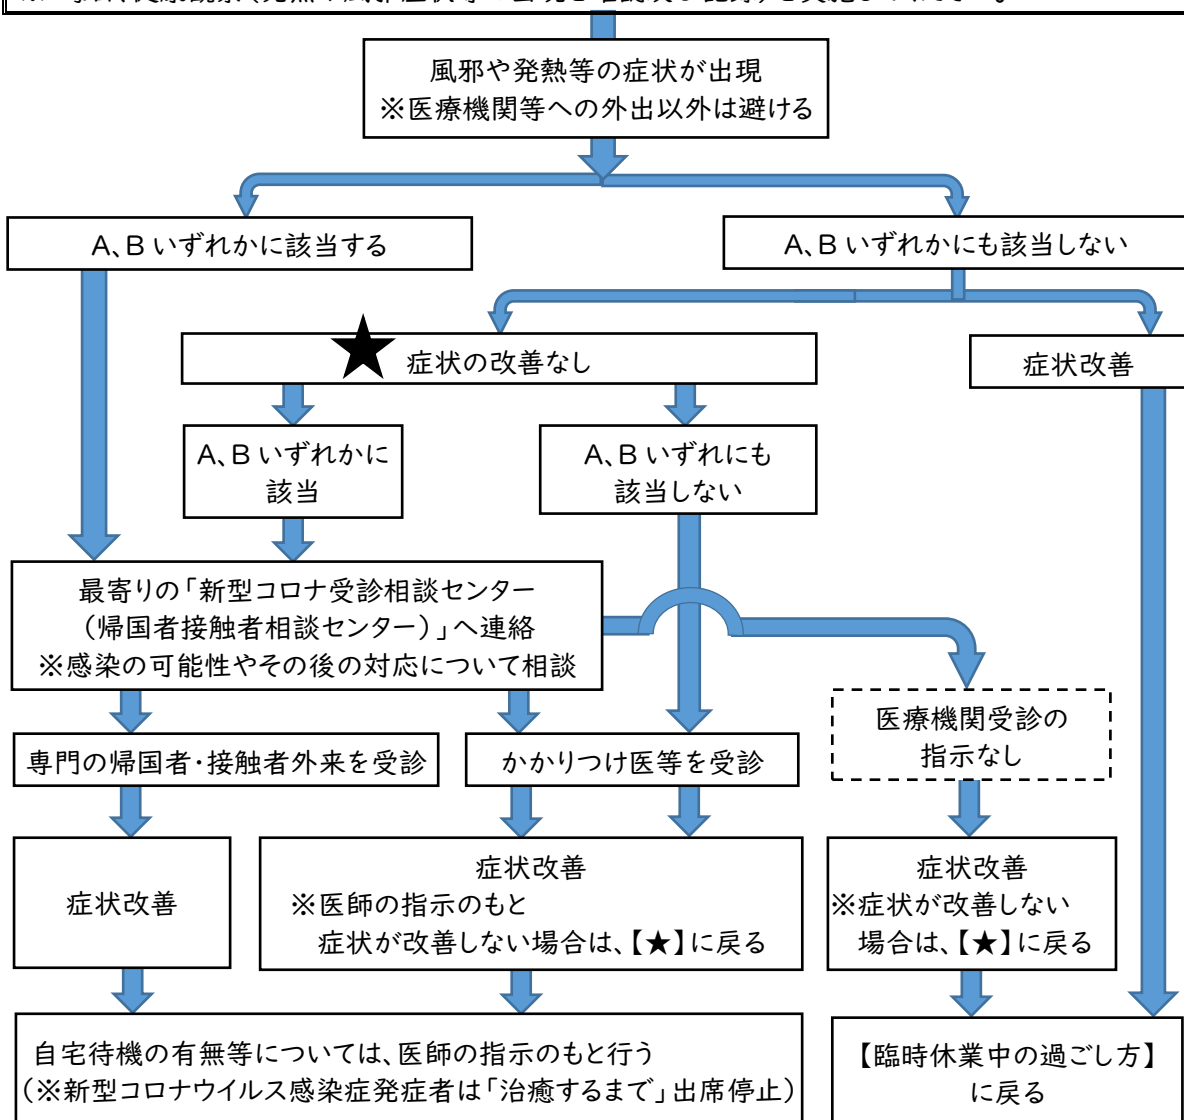 風邪や発熱等の症状が出現
※医療機関等への外出以外は避ける
A、Bいずれかに該当する
A、Bいずれかにも該当しない
★ 症状の改善なし
症状改善
A、Bいずれかに
該当
A、Bいずれにも
該当しない
最寄りの「新型コロナ受診相談センター
（帰国者接触者相談センター）」へ連絡
※感染の可能性やその後の対応について相談
医療機関受診の
指示なし
専門の帰国者・接触者外来を受診
かかりつけ医等を受診
症状改善
症状改善
※医師の指示のもと
症状が改善しない場合は、【★】に戻る
症状改善
※症状が改善しない
場合は、【★】に戻る
自宅待機の有無等については、医師の指示のもと行う
（※新型コロナウイルス感染症発症者は「治癒するまで」出席停止）
【臨時休業中の過ごし方】
に戻る